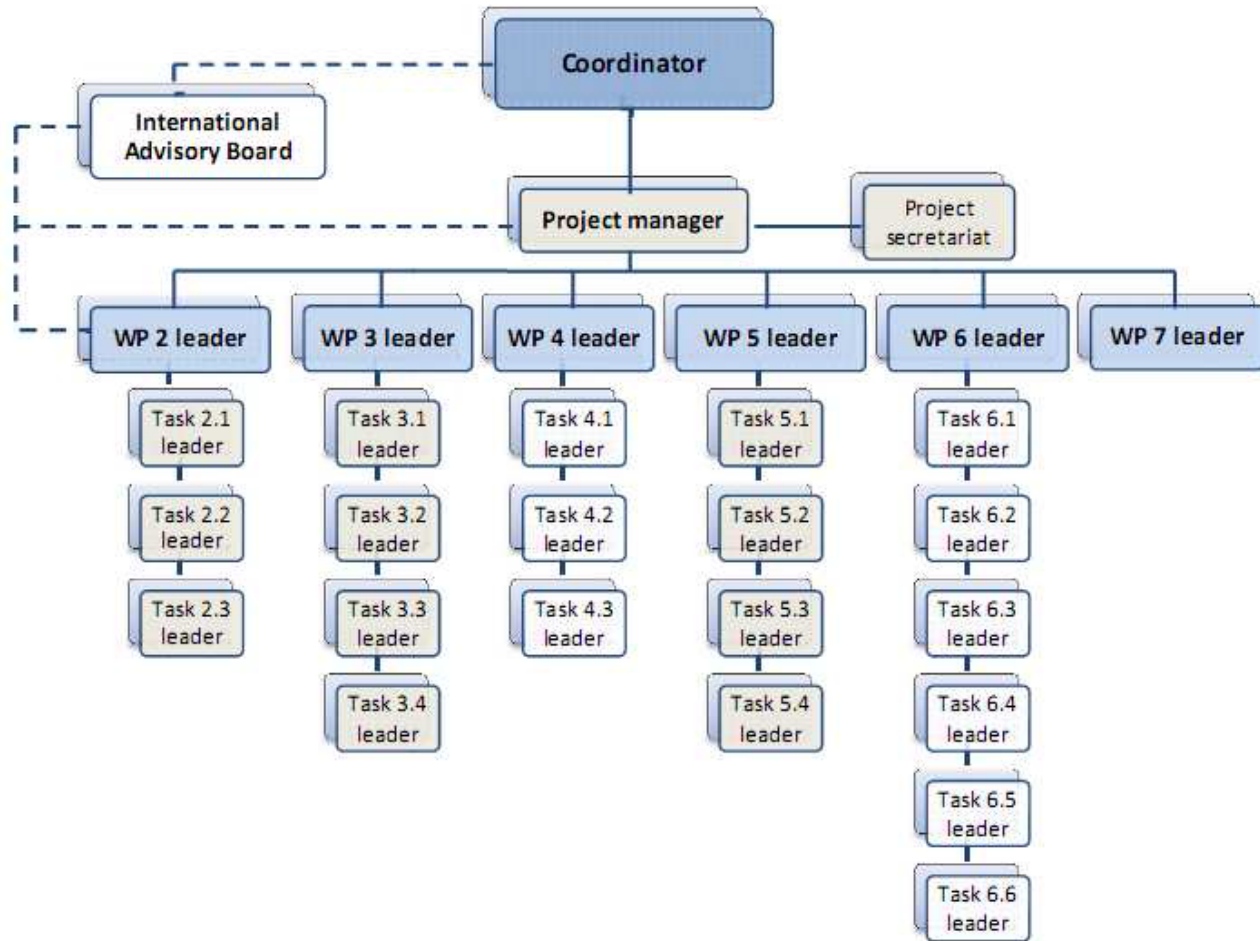 Coordinator
International
Advisory Board
Project manager
Project
secretariat
WP 2 leader
WP 3 leader
WP 4 leader
WP 5 leader
WP 6 leader
WP 7 leader
Task 2.1
leader
Task 2.2
leader
Task 2.3
leader
Task 3.1
leader
Task 3.2
leader
Task 3.3
leader
Task 3.4
leader
Task 4.1
leader
Task 4.2
leader
Task 4.3
leader
Task 5.1
leader
Task 5.2
leader
Task 5.3
leader
Task 5.4
leader
Task 6.1
leader
Task 6.2
leader
Task 6.3
leader
Task 6.4
leader
Task 6.5
leader
Task 6.6
leader